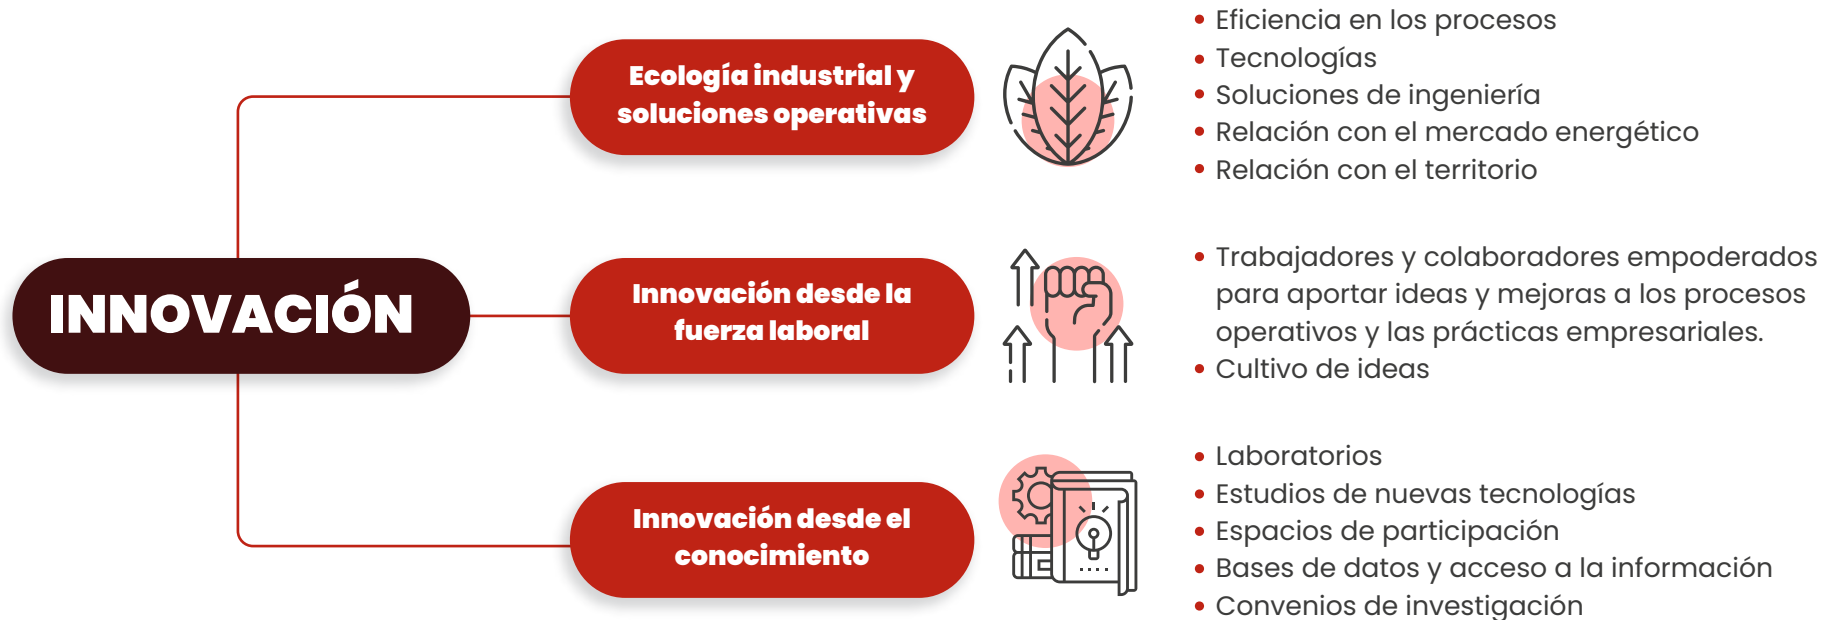 INNOVACIÓN
Ecología industrial y
soluciones operativas
• Eficiencia en los procesos
• Tecnologías
• Soluciones de ingeniería
• Relación con el mercado energético
• Relación con el territorio
Innovación desde la
fuerza laboral
• Trabajadores y colaboradores empoderados
para aportar ideas y mejoras a los procesos
operativos y las prácticas empresariales.
• Cultivo de ideas
Innovación desde el
conocimiento
• Laboratorios
• Estudios de nuevas tecnologías
• Espacios de participación
• Bases de datos y acceso a la información
• Convenios de investigación